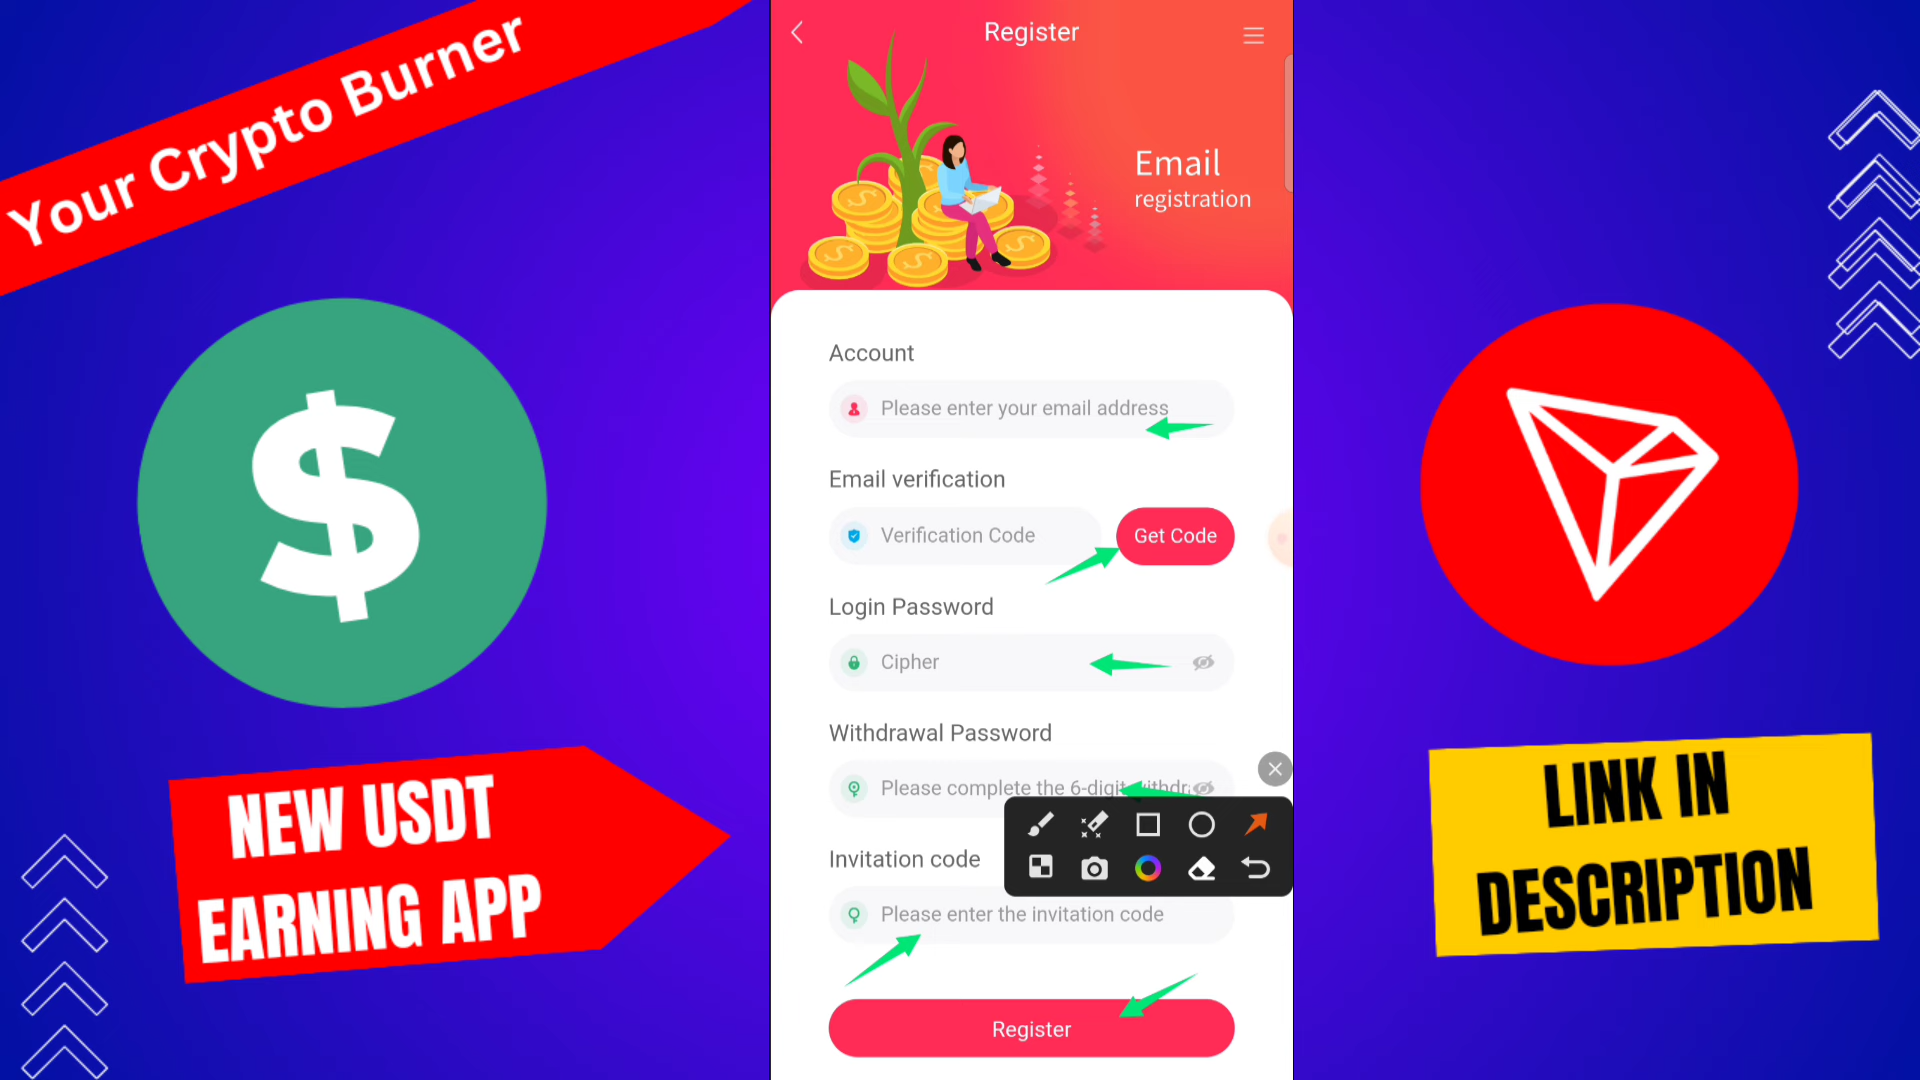 Your Crypto Burner
NEW USDT
EARNING APP
Register
Email
registration
Account
Please enter your email address
Email verification
Verification Code
Get Code
Login Password
Cipher
Withdrawal Password
Please complete the 6-digit withdr
Invitation code
Please enter the invitation code
Register
LINK IN
DESCRIPTION